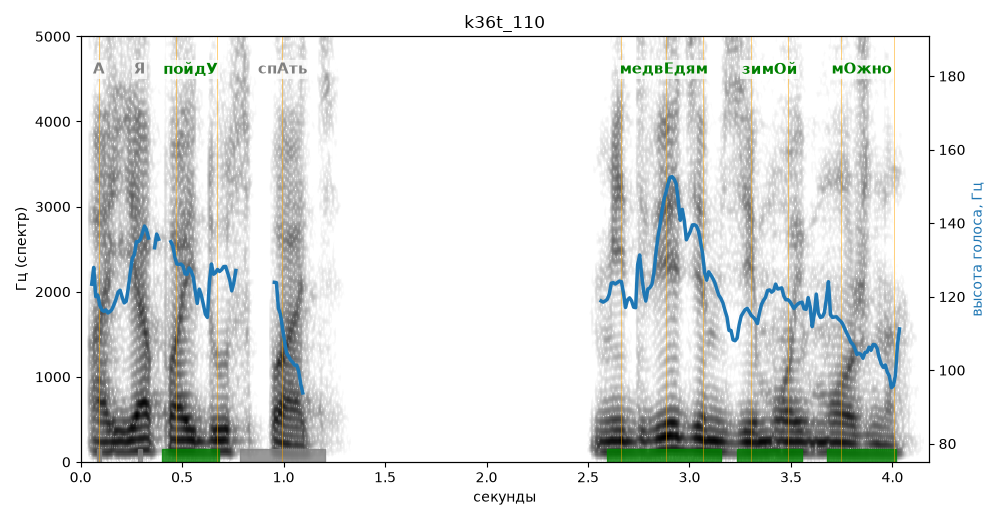 k36t_110
А Я пойдУ спАть медвЕдям зимОй мОжно
5000
4000
3000
2000
1000
0
Гц (спектр)
0.0 0.5 1.0 1.5 2.0 2.5 3.0 3.5 4.0
секунды
180
160
140
120
100
80
высота голоса, Гц